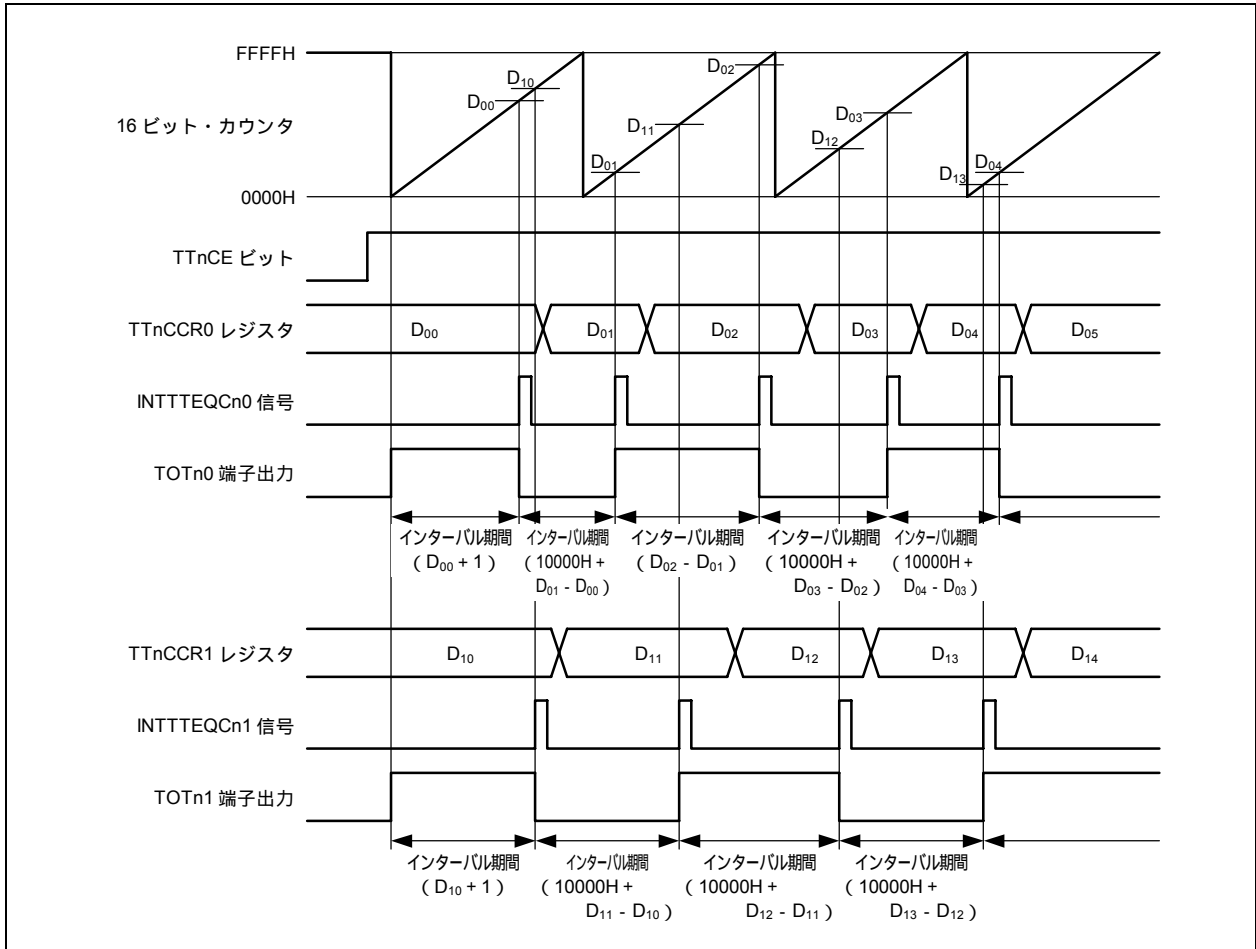 FFFFH
D₁₀
D₀₀
D₀₂
16 ビット・カウンタ
D₁₁
D₀₃
D₁₂
D₀₁
D₀₄
D₁₃
0000H
TTnCE ビット
TTnCCR0 レジスタ
D₀₀
D₀₁
D₀₂
D₀₃
D₀₄
D₀₅
INTTTEQCn0 信号
TOTn0 端子出力
インターバル期間
（D₀₀ + 1）
インターバル期間
（10000H +
D₀₁ - D₀₀）
インターバル期間
（D₀₂ - D₀₁）
インターバル期間
（10000H +
D₀₃ - D₀₂）
インターバル期間
（10000H +
D₀₄ - D₀₃）
TTnCCR1 レジスタ
D₁₀
D₁₁
D₁₂
D₁₃
D₁₄
INTTTEQCn1 信号
TOTn1 端子出力
インターバル期間
（D₁₀ + 1）
インターバル期間
（10000H +
D₁₁ - D₁₀）
インターバル期間
（10000H +
D₁₂ - D₁₁）
インターバル期間
（10000H +
D₁₃ - D₁₂）